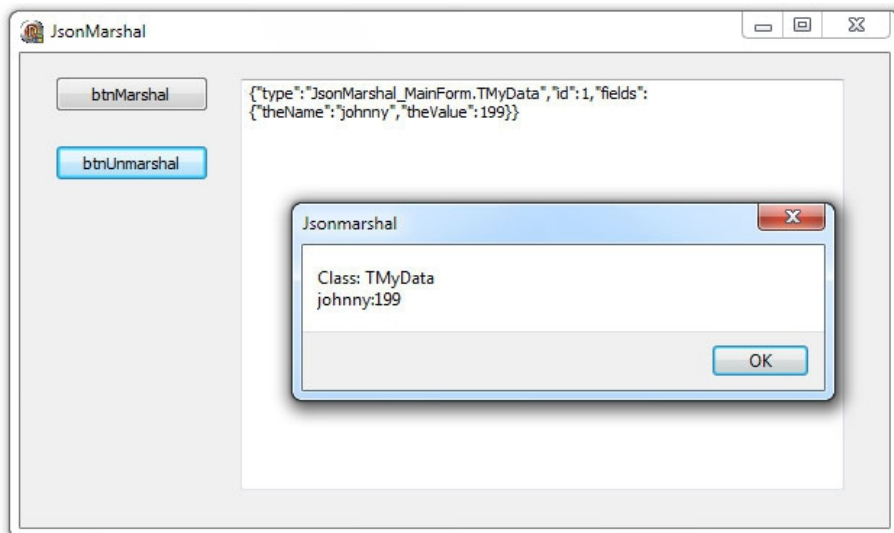 JsonMarshal
btnMarshal
{"type":"JsonMarshal_MainForm.TMyData","id":1,"fields":
{"theName":"johnny","theValue":199}}
btnUnmarshal
Jsonmarshal
Class: TMyData
johnny:199
OK